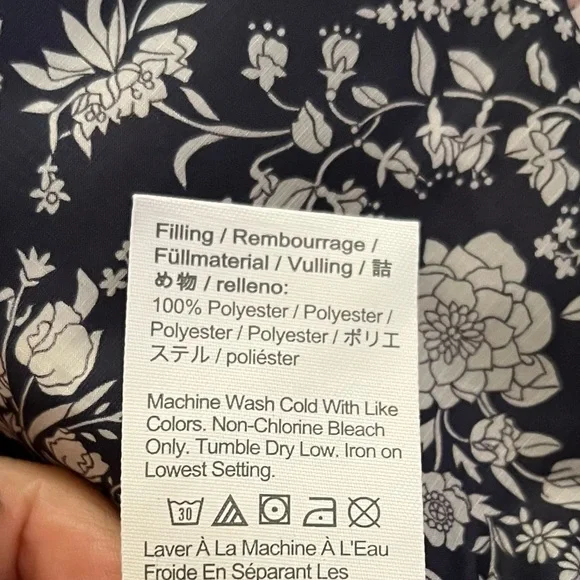 Filling / Rembourrage /
Füllmaterial / Vulling / 詰
め物 / relleno:
100% Polyester / Polyester /
Polyester / Polyester / ポリエ
ステル / poliéster
Machine Wash Cold With Like
Colors. Non-Chlorine Bleach
Only. Tumble Dry Low. Iron on
Lowest Setting.
30
Laver À La Machine À L'Eau
Froide En Séparant Les